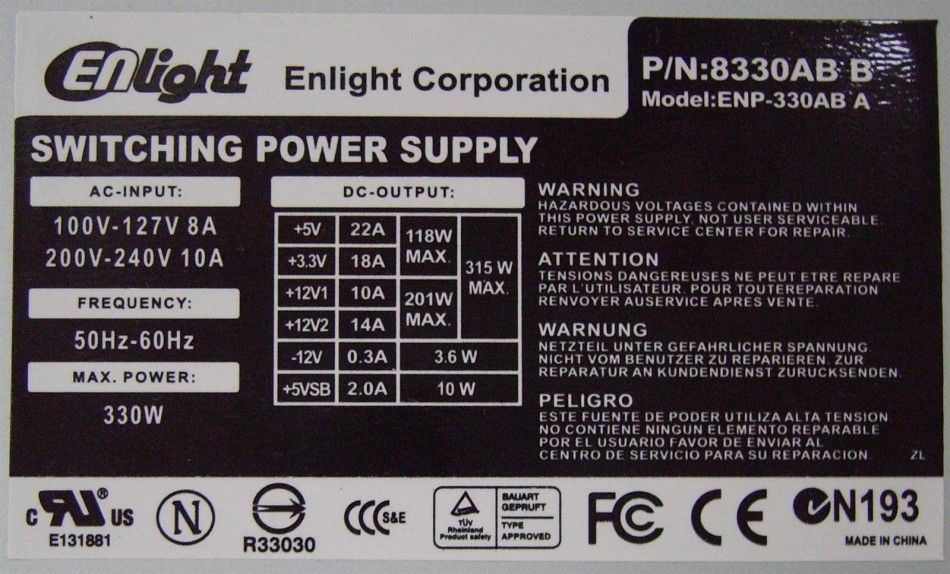 Enlight Enlight Corporation
P/N:8330AB B
Model:ENP-330AB A
SWITCHING POWER SUPPLY
AC-INPUT:
100V-127V 8A
200V-240V 10A
FREQUENCY:
50Hz-60Hz
MAX. POWER:
330W
DC-OUTPUT:
+5V 22A 118W MAX. 315 W MAX.
+3.3V 18A
+12V1 10A 201W MAX.
+12V2 14A
-12V 0.3A 3.6 W
+5VSB 2.0A 10 W
WARNING
HAZARDOUS VOLTAGES CONTAINED WITHIN
THIS POWER SUPPLY, NOT USER SERVICEABLE.
RETURN TO SERVICE CENTER FOR REPAIR.
ATTENTION
TENSIONS DANGEREUSES NE PEUT ETRE REPARE
PAR L'UTILISATEUR. POUR TOUTEREPARATION
RENVOYER AUSERVICE APRES VENTE.
WARNUNG
NETZTEIL UNTER GEFAHRLICHER SPANNUNG.
NICHT VOM BENUTZER ZU REPARIEREN. ZUR
REPARATUR AN KUNDENDIENST ZURUCKSENDEN.
PELIGRO
ESTE FUENTE DE PODER UTILIZA ALTA TENSION
NO CONTIENE NINGUN ELEMENTO REPARABLE
POR EL USUARIO FAVOR DE ENVIAR AL
CENTRO DE SERVICIO PARA SU REPARACION.
ZL
c RU® US
E131881
N
R33030
CCC S&E
TÜV
Rheinland
Product safety
BAUART
GEPRUFT
TYPE
APPROVED
FC
CE
N193
MADE IN CHINA